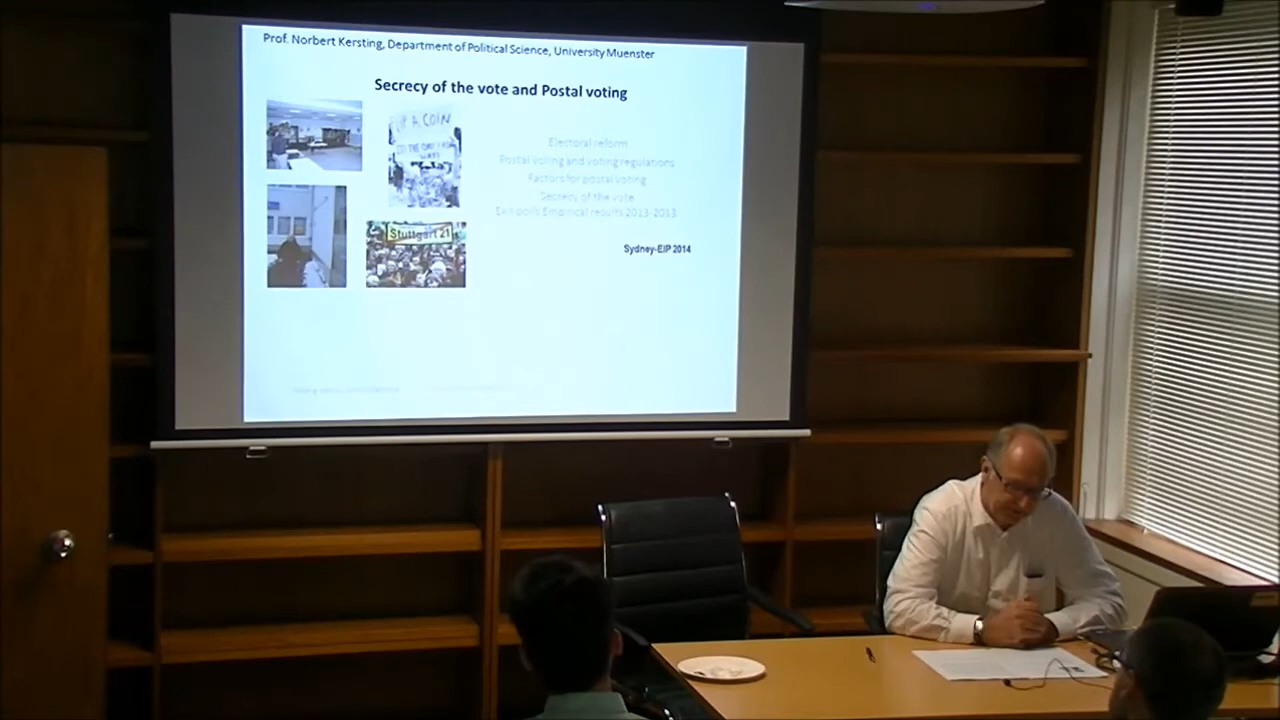 Prof. Norbert Kersting, Department of Political Science, University Muenster
Secrecy of the vote and Postal voting
A COIN
Stuttgart 21
Electoral reform
Postal voting and voting regulations
Factors for postal voting
Secrecy of the vote
Exit polls Empirical results 2013-2013
Sydney-EIP 2014